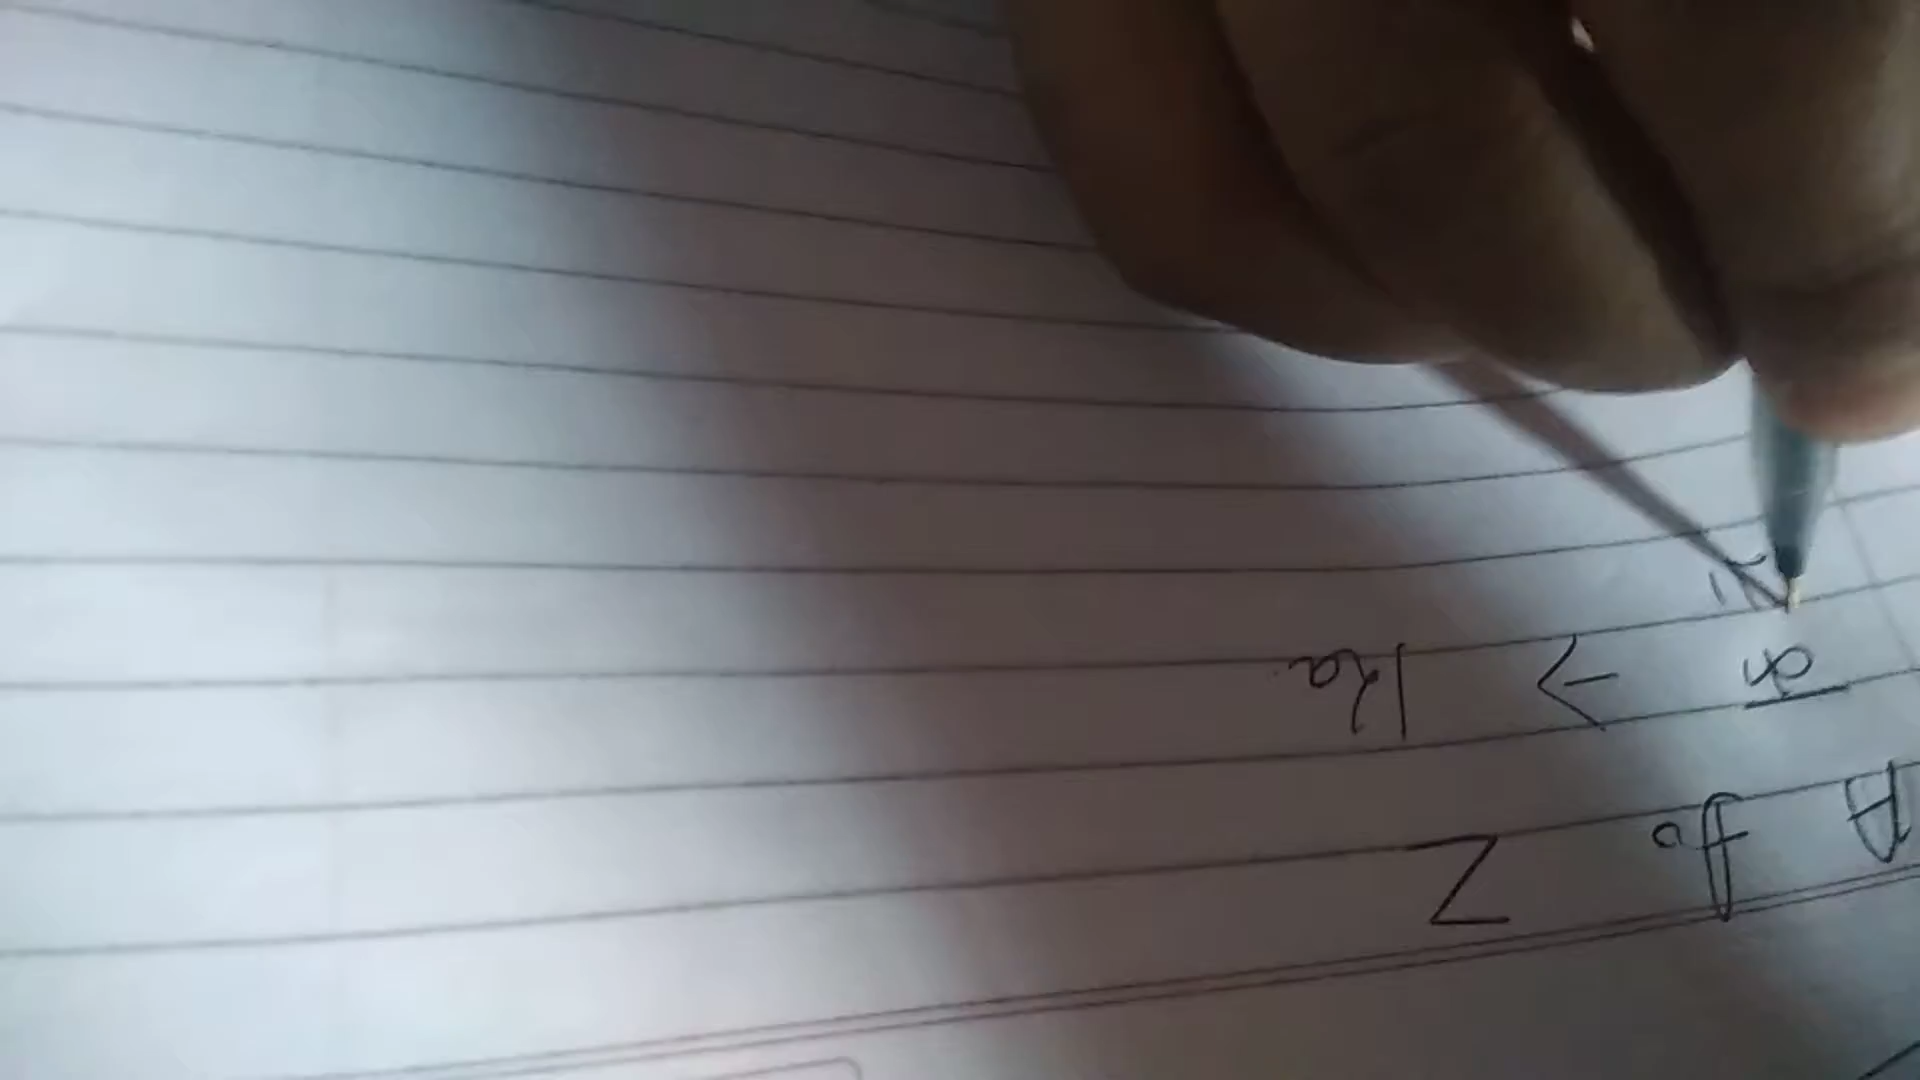 A to Z
क → Ka